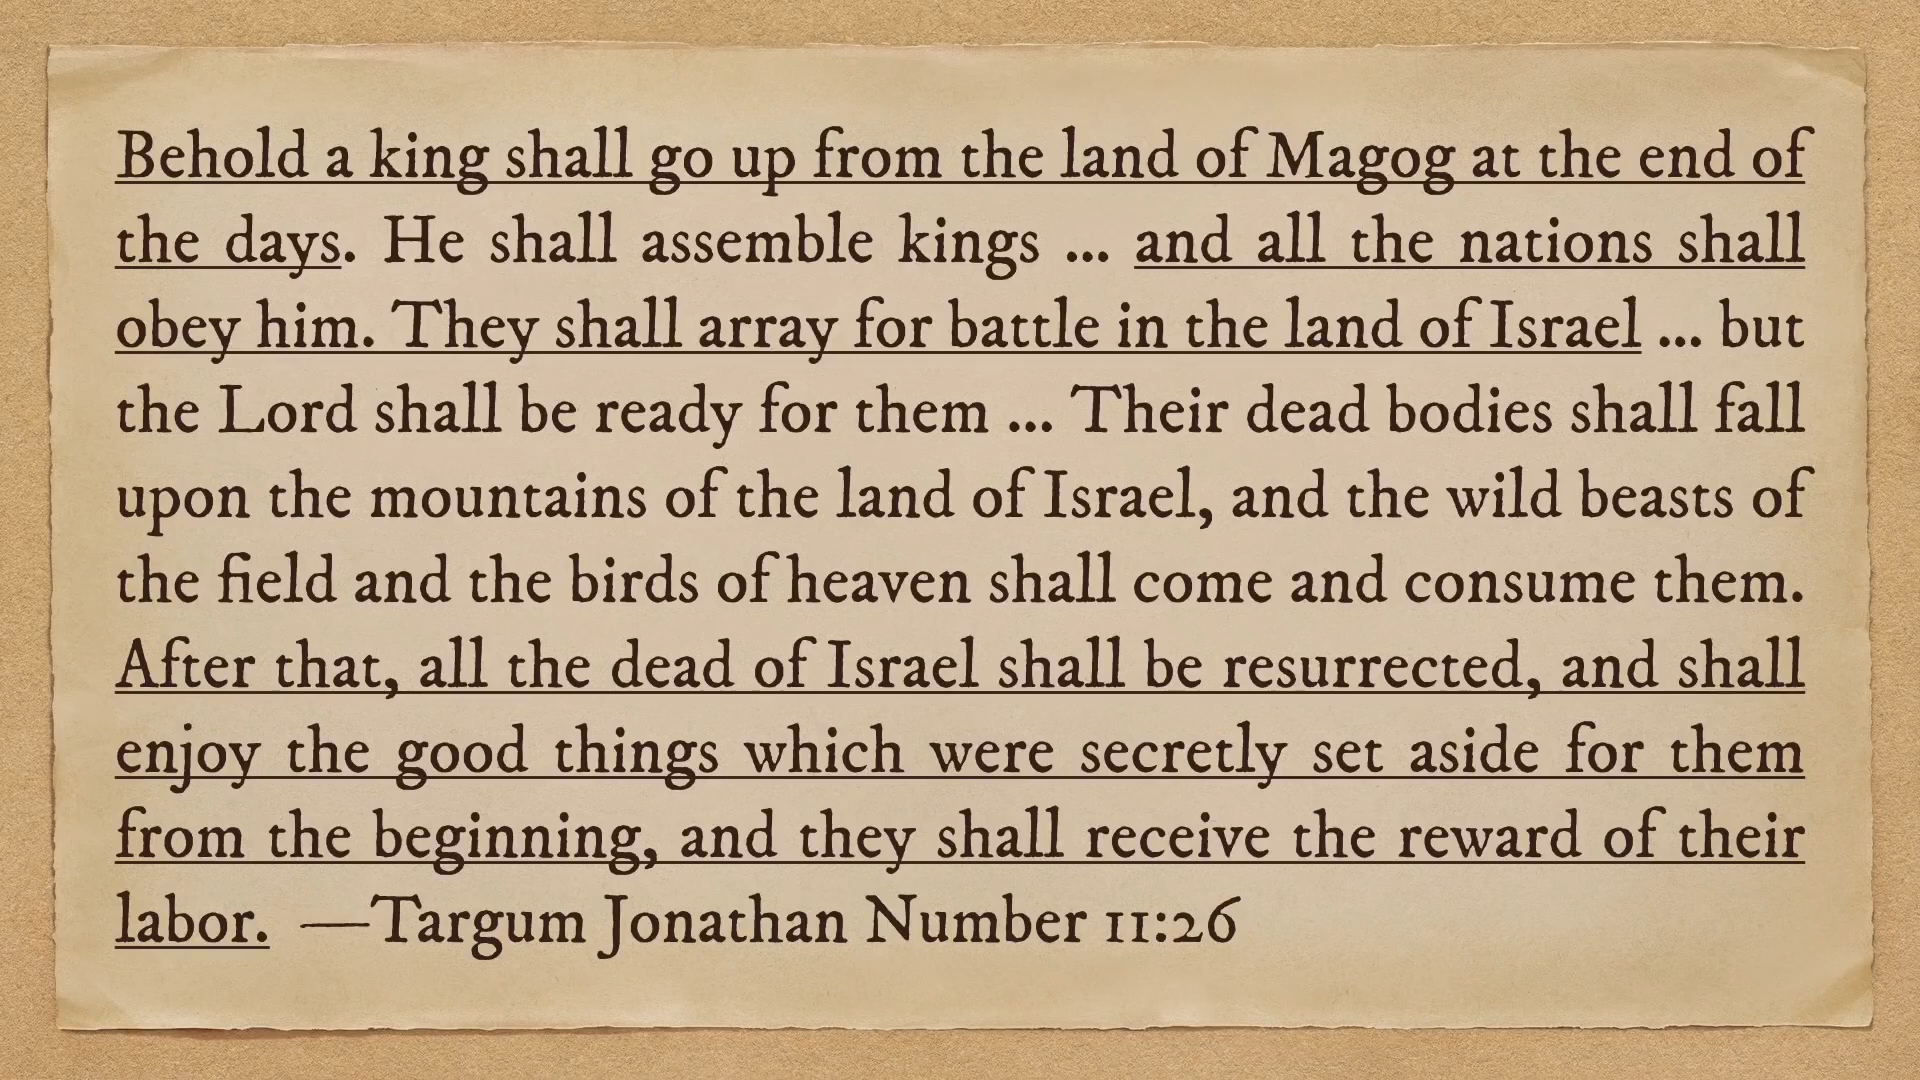 Behold a king shall go up from the land of Magog at the end of
the days. He shall assemble kings ... and all the nations shall
obey him. They shall array for battle in the land of Israel ... but
the Lord shall be ready for them ... Their dead bodies shall fall
upon the mountains of the land of Israel, and the wild beasts of
the field and the birds of heaven shall come and consume them.
After that, all the dead of Israel shall be resurrected, and shall
enjoy the good things which were secretly set aside for them
from the beginning, and they shall receive the reward of their
labor. —Targum Jonathan Number 11:26